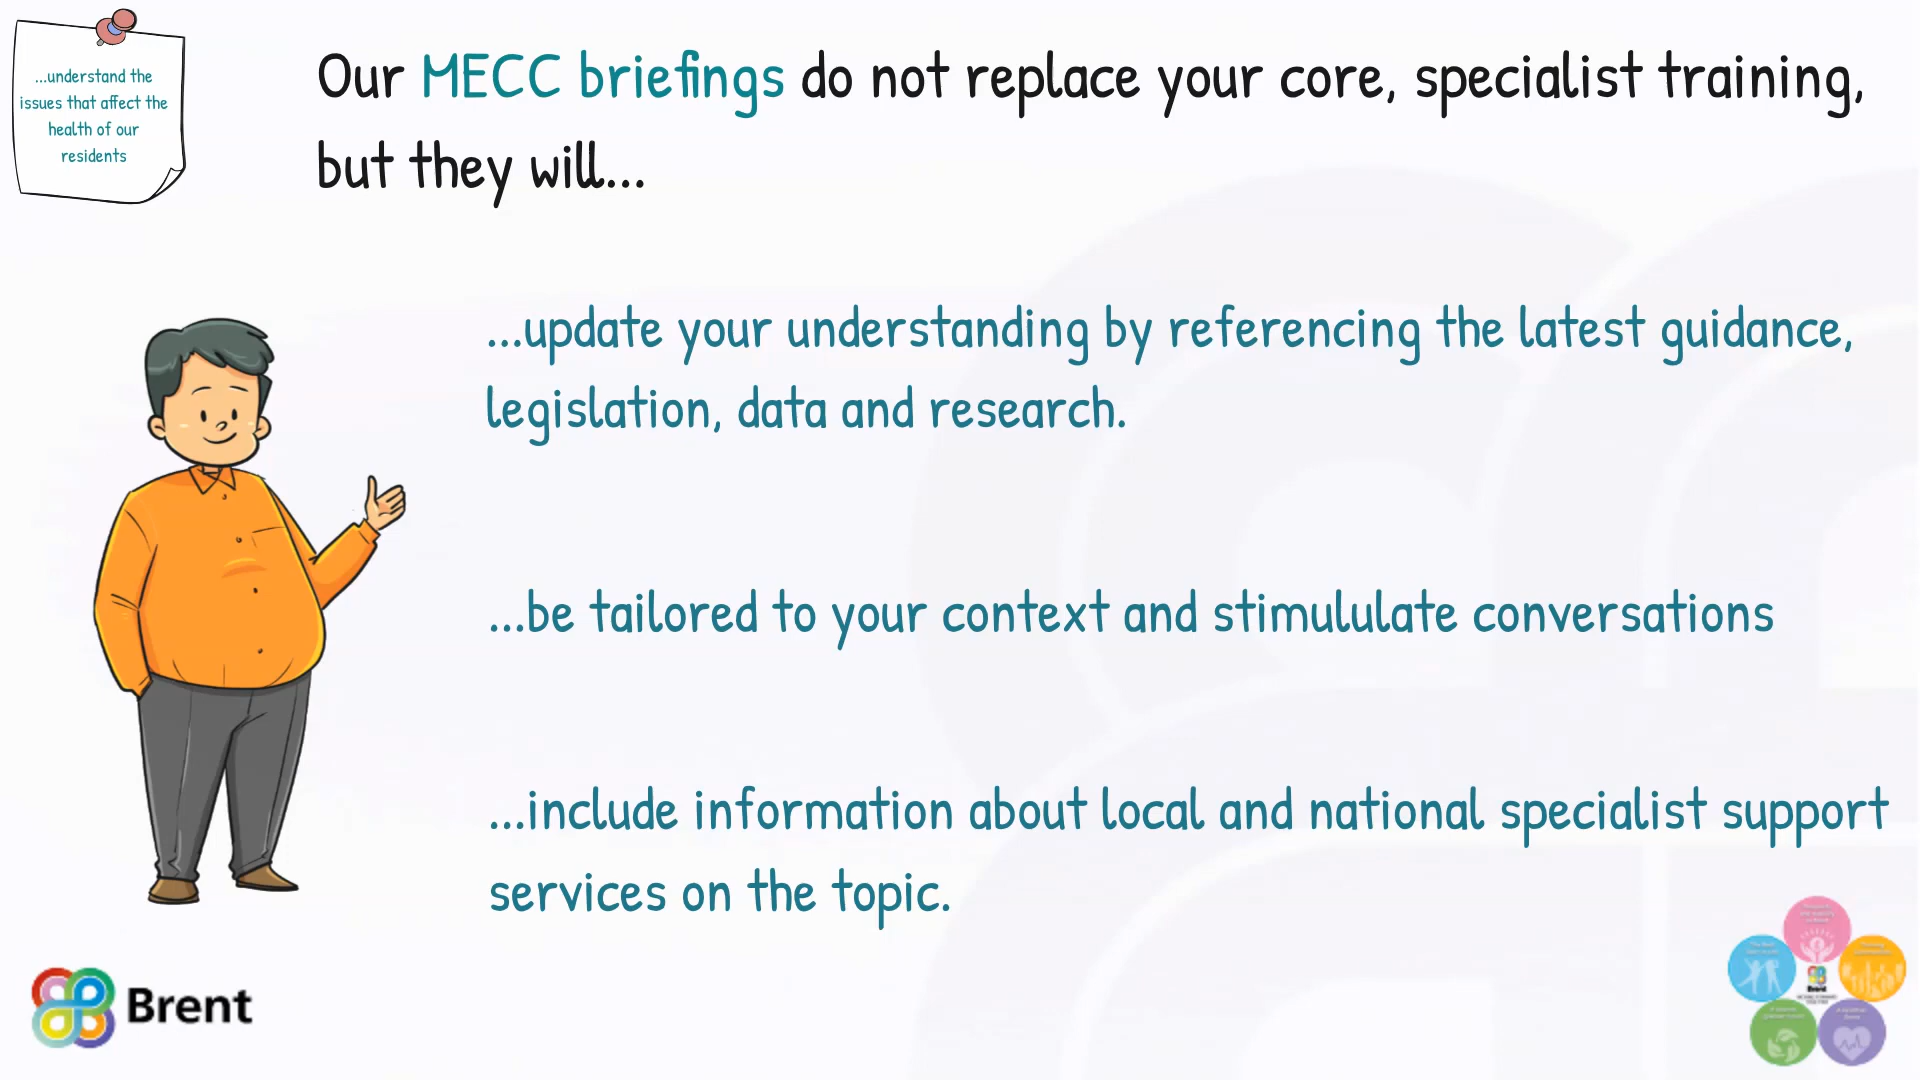 ...understand the
issues that affect the
health of our
residents
Our MECC briefings do not replace your core, specialist training,
but they will...
...update your understanding by referencing the latest guidance,
legislation, data and research.
...be tailored to your context and stimululate conversations
...include information about local and national specialist support
services on the topic.
Brent
Brent